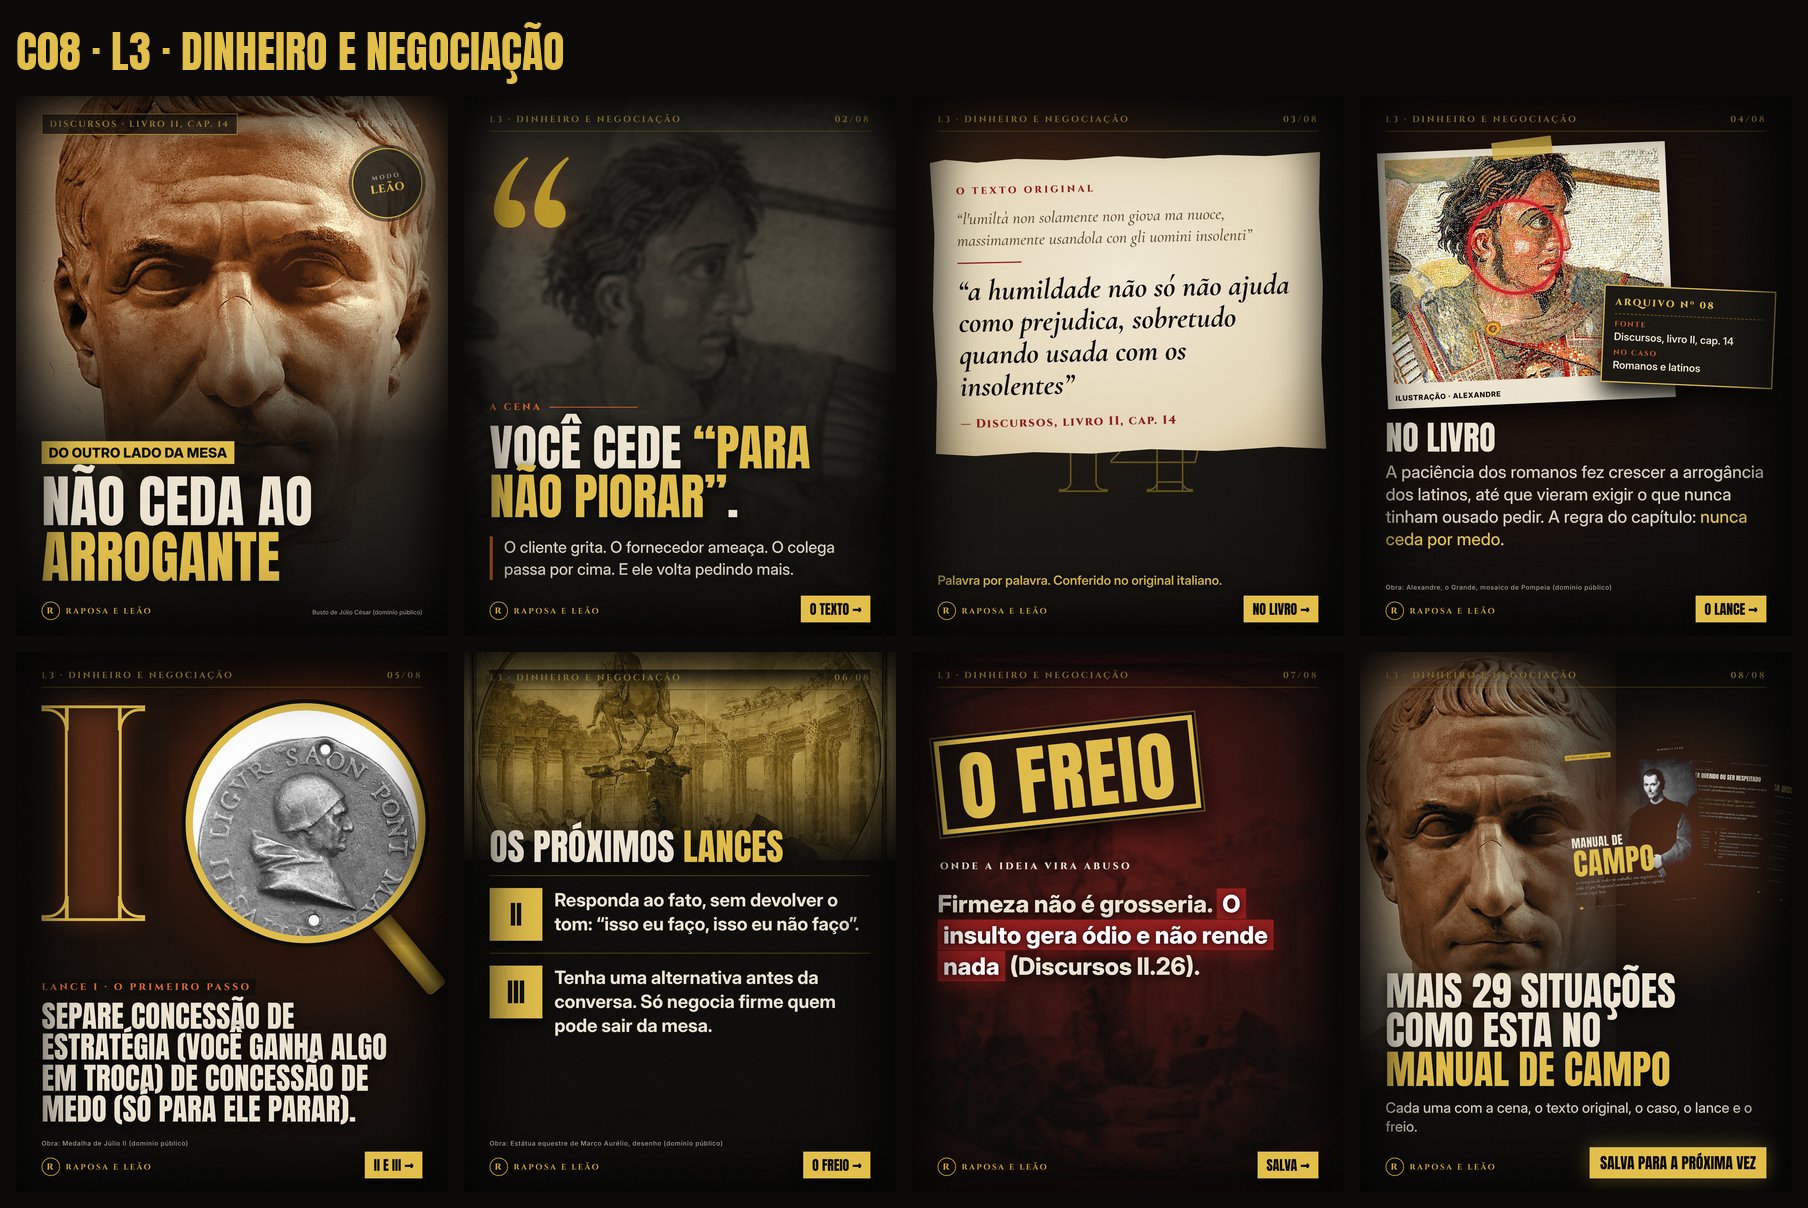 C08 · L3 · DINHEIRO E NEGOCIAÇÃO
DISCURSOS · LIVRO II, CAP. 14
MODO
LEÃO
DO OUTRO LADO DA MESA
NÃO CEDA AO
ARROGANTE
R RAPOSA E LEÃO
Busto de Júlio César (domínio público)
L3 · DINHEIRO E NEGOCIAÇÃO
02/08
“
A CENA
VOCÊ CEDE “PARA
NÃO PIORAR”.
O cliente grita. O fornecedor ameaça. O colega
passa por cima. E ele volta pedindo mais.
R RAPOSA E LEÃO
O TEXTO →
L3 · DINHEIRO E NEGOCIAÇÃO
03/08
O TEXTO ORIGINAL
“l'umiltà non solamente non giova ma nuoce,
massimamente usandola con gli uomini insolenti”
“a humildade não só não ajuda
como prejudica, sobretudo
quando usada com os
insolentes”
— DISCURSOS, LIVRO II, CAP. 14
14
Palavra por palavra. Conferido no original italiano.
R RAPOSA E LEÃO
NO LIVRO →
L3 · DINHEIRO E NEGOCIAÇÃO
04/08
ILUSTRAÇÃO · ALEXANDRE
ARQUIVO Nº 08
FONTE
Discursos, livro II, cap. 14
NO CASO
Romanos e latinos
NO LIVRO
A paciência dos romanos fez crescer a arrogância
dos latinos, até que vieram exigir o que nunca
tinham ousado pedir. A regra do capítulo: nunca
ceda por medo.
Obra: Alexandre, o Grande, mosaico de Pompeia (domínio público)
R RAPOSA E LEÃO
O LANCE →
L3 · DINHEIRO E NEGOCIAÇÃO
05/08
I
LIGVR SAON PONT MA
LANCE I · O PRIMEIRO PASSO
SEPARE CONCESSÃO DE
ESTRATÉGIA (VOCÊ GANHA ALGO
EM TROCA) DE CONCESSÃO DE
MEDO (SÓ PARA ELE PARAR).
Obra: Medalha de Júlio II (domínio público)
R RAPOSA E LEÃO
II E III →
L3 · DINHEIRO E NEGOCIAÇÃO
06/08
OS PRÓXIMOS LANCES
II
Responda ao fato, sem devolver o
tom: “isso eu faço, isso eu não faço”.
III
Tenha uma alternativa antes da
conversa. Só negocia firme quem
pode sair da mesa.
Obra: Estátua equestre de Marco Aurélio, desenho (domínio público)
R RAPOSA E LEÃO
O FREIO →
L3 · DINHEIRO E NEGOCIAÇÃO
07/08
O FREIO
ONDE A IDEIA VIRA ABUSO
Firmeza não é grosseria. O
insulto gera ódio e não rende
nada (Discursos II.26).
R RAPOSA E LEÃO
SALVA →
L3 · DINHEIRO E NEGOCIAÇÃO
08/08
QUERIDO OU SER RESPEITADO
MANUAL DE
CAMPO
MAIS 29 SITUAÇÕES
COMO ESTA NO
MANUAL DE CAMPO
Cada uma com a cena, o texto original, o caso, o lance e o
freio.
R RAPOSA E LEÃO
SALVA PARA A PRÓXIMA VEZ